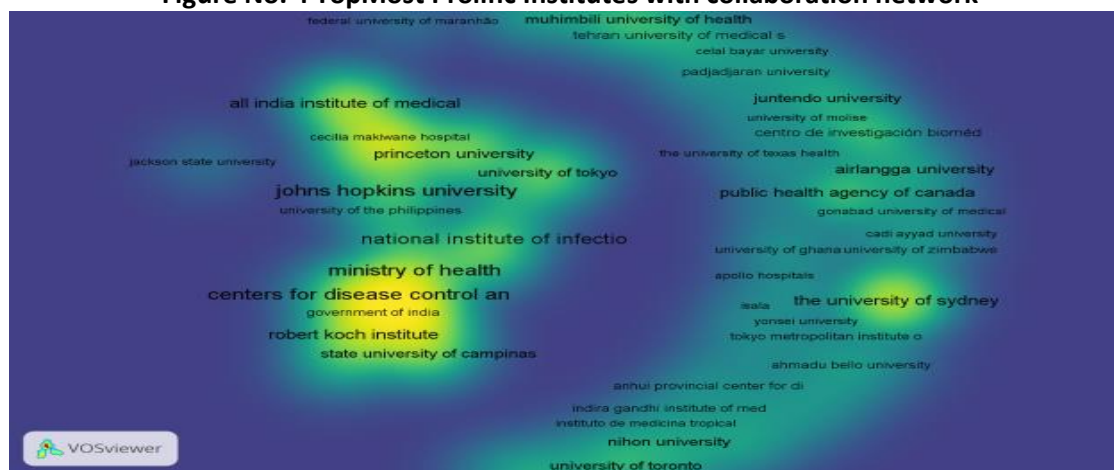 Figure No. 4 TopMost Prolific Institutes with collaboration network
federal university of maranhão
muhimbili university of health
tehran university of medical s
celal bayar university
padjadjaran university
all india institute of medical
juntendo university
university of molise
cecilia makiwane hospital
centro de investigación bioméd
princeton university
the university of texas health
jackson state university
university of tokyo
airlangga university
johns hopkins university
public health agency of canada
university of the philippines
gonabad university of medical
national institute of infectio
cadi ayyad university
university of ghana university of zimbabwe
ministry of health
apollo hospitals
centers for disease control an
isala
the university of sydney
government of india
yonsei university
robert koch institute
tokyo metropolitan institute o
state university of campinas
ahmadu bello university
anhui provincial center for di
indira gandhi institute of med
instituto de medicina tropical
nihon university
VOSviewer
university of toronto